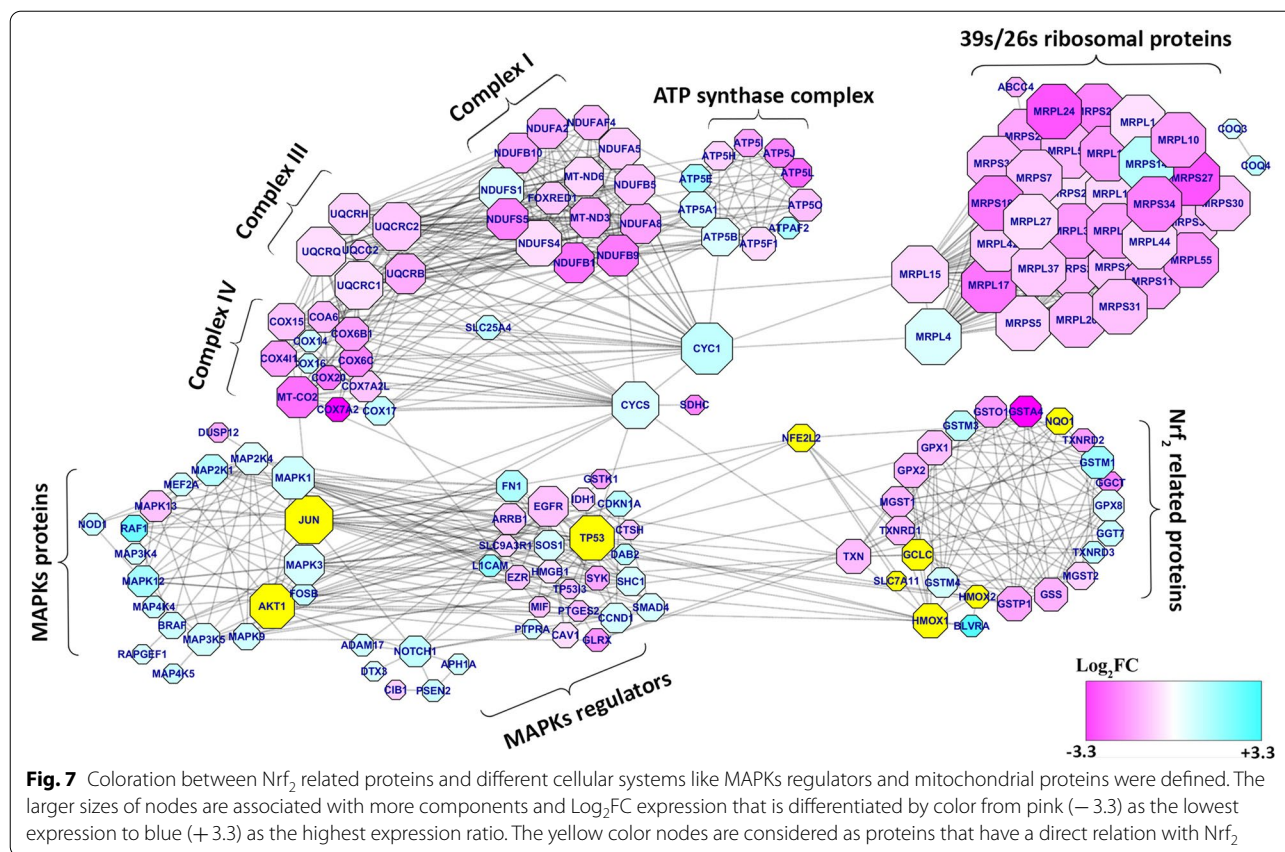 39s/26s ribosomal proteins
Complex I
ATP synthase complex
Complex III
Complex IV
MAPKs proteins
MAPKs regulators
Nrf2 related proteins
NDUFA2
NDUFAF4
NDUFB10
NDUFA5
MT-ND6
NDUFS1
FOXRED1
NDUFB5
NDUFS5
MT-ND3
NDUFA8
NDUFS4
NDUFB1
NDUFB9
ATP5H
ATP5J
ATP5E
ATP5L
ATP5A1
ATP5O
ATP5B
ATPAF2
ATP5F1
UQCRH
UQCRC2
UQCRQ
UQCC2
UQCRB
UQCRC1
COX15
COA6
COX14
COX6B1
COX4I1
COX16
COX6C
COX20
COX7A2L
MT-CO2
COX7A2
COX17
SLC25A4
CYC1
CYCS
SDHC
ABCC4
MRPL24
MRPL10
MRPS14
MRPS7
MRPS27
MRPS34
MRPS30
MRPL27
MRPL44
MRPL42
MRPL37
MRPL55
MRPL17
MRPS11
MRPS5
MRPS31
MRPL15
MRPL4
COQ3
COQ4
DUSP12
MAP2K4
MAP2K1
MAPK1
MEF2A
MAPK13
NOD1
RAF1
JUN
MAP3K4
MAPK3
MAPK12
FOSB
MAP4K4
AKT1
BRAF
MAP3K5
MAPK9
RAPGEF1
MAP4K5
ADAM17
NOTCH1
DTX3
APH1A
CIB1
PSEN2
FN1
GSTK1
IDH1
CDKN1A
EGFR
ARRB1
TP53
CTSH
SLC9A3R1
SOS1
DAB2
L1CAM
HMGB1
EZR
SYK
SHC1
TP53I3
MIF
PTGES2
SMAD4
PTPRA
CCND1
CAV1
GLRX
NFE2L2
GSTO1
GSTA4
NQO1
GSTM3
TXNRD2
GPX1
GSTM1
GPX2
GGCT
MGST1
GPX8
TXNRD1
GGT7
TXN
GCLC
TXNRD3
SLC7A11
GSTM4
MGST2
HMOX2
GSS
HMOX1
GSTP1
BLVRA
Log2FC
-3.3
+3.3
Fig. 7 Coloration between Nrf2 related proteins and different cellular systems like MAPKs regulators and mitochondrial proteins were defined. The
larger sizes of nodes are associated with more components and Log2FC expression that is differentiated by color from pink (− 3.3) as the lowest
expression to blue (+ 3.3) as the highest expression ratio. The yellow color nodes are considered as proteins that have a direct relation with Nrf2